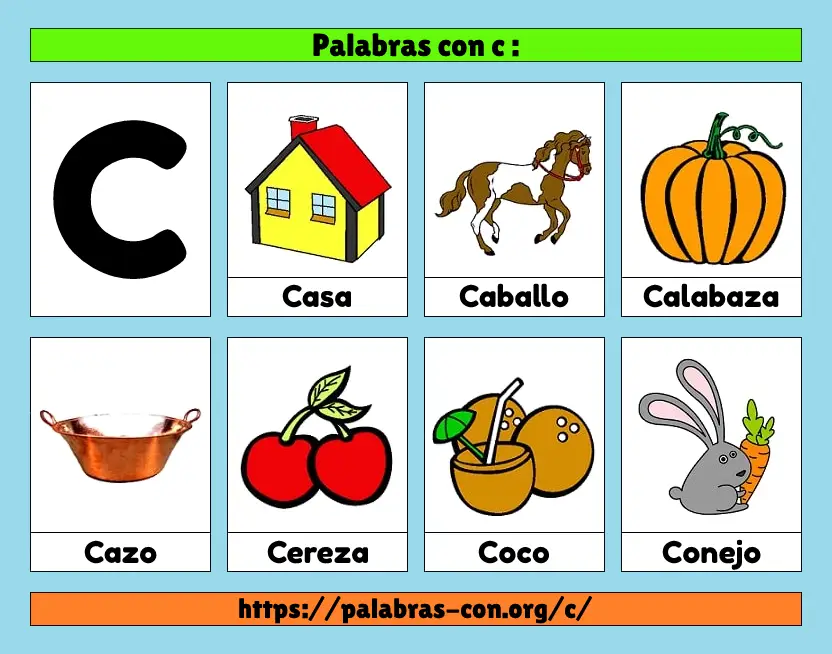 Palabras con c :
C
Casa
Caballo
Calabaza
Cazo
Cereza
Coco
Conejo
https://palabras-con.org/c/